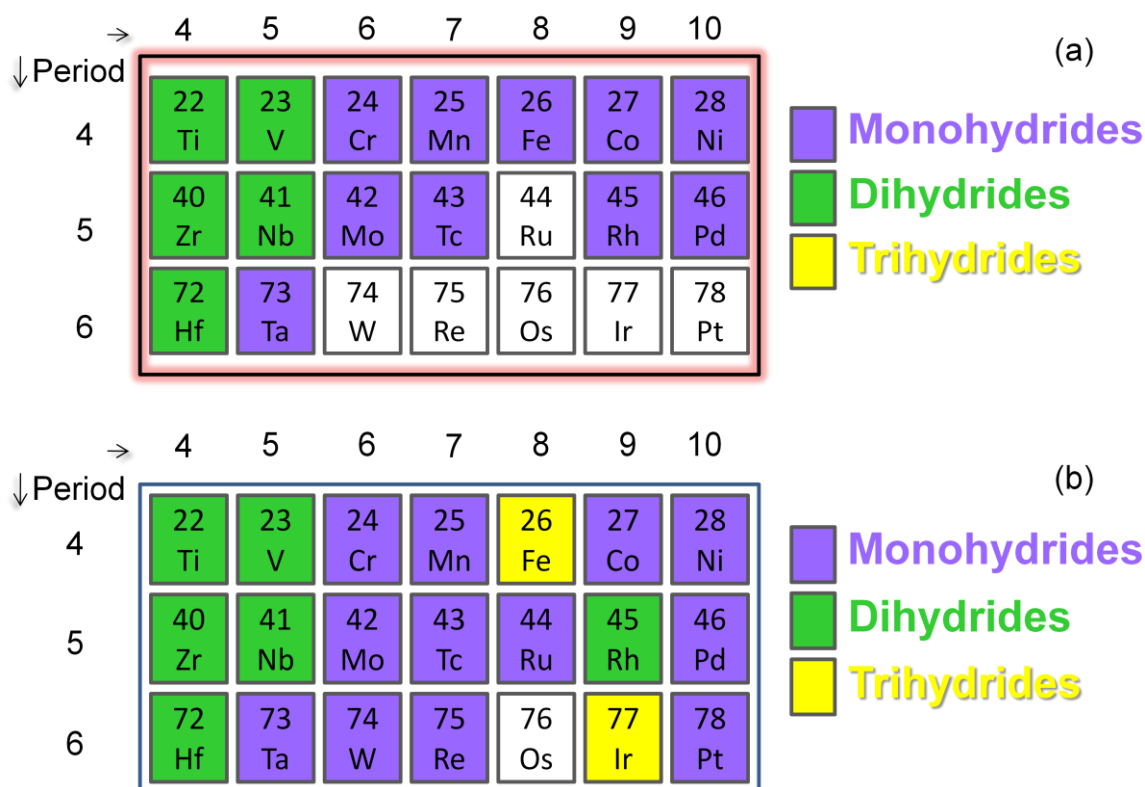 → 4 5 6 7 8 9 10
(a)
↓ Period
4
22 23 24 25 26 27 28
Ti V Cr Mn Fe Co Ni
5
40 41 42 43 44 45 46
Zr Nb Mo Tc Ru Rh Pd
6
72 73 74 75 76 77 78
Hf Ta W Re Os Ir Pt
Monohydrides
Dihydrides
Trihydrides
→ 4 5 6 7 8 9 10
(b)
↓ Period
4
22 23 24 25 26 27 28
Ti V Cr Mn Fe Co Ni
5
40 41 42 43 44 45 46
Zr Nb Mo Tc Ru Rh Pd
6
72 73 74 75 76 77 78
Hf Ta W Re Os Ir Pt
Monohydrides
Dihydrides
Trihydrides